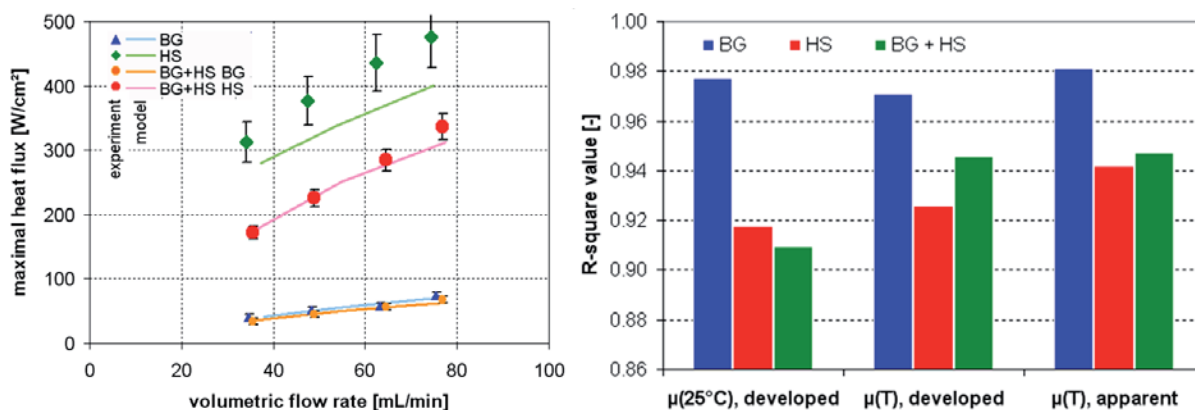 500
400
300
200
100
0
maximal heat flux [W/cm²]
BG
HS
BG+HS BG
BG+HS HS
experiment
model
0
20
40
60
80
100
volumetric flow rate [mL/min]
1.00
0.98
0.96
0.94
0.92
0.90
0.88
0.86
R-square value [-]
BG
HS
BG + HS
µ(25°C), developed
µ(T), developed
µ(T), apparent